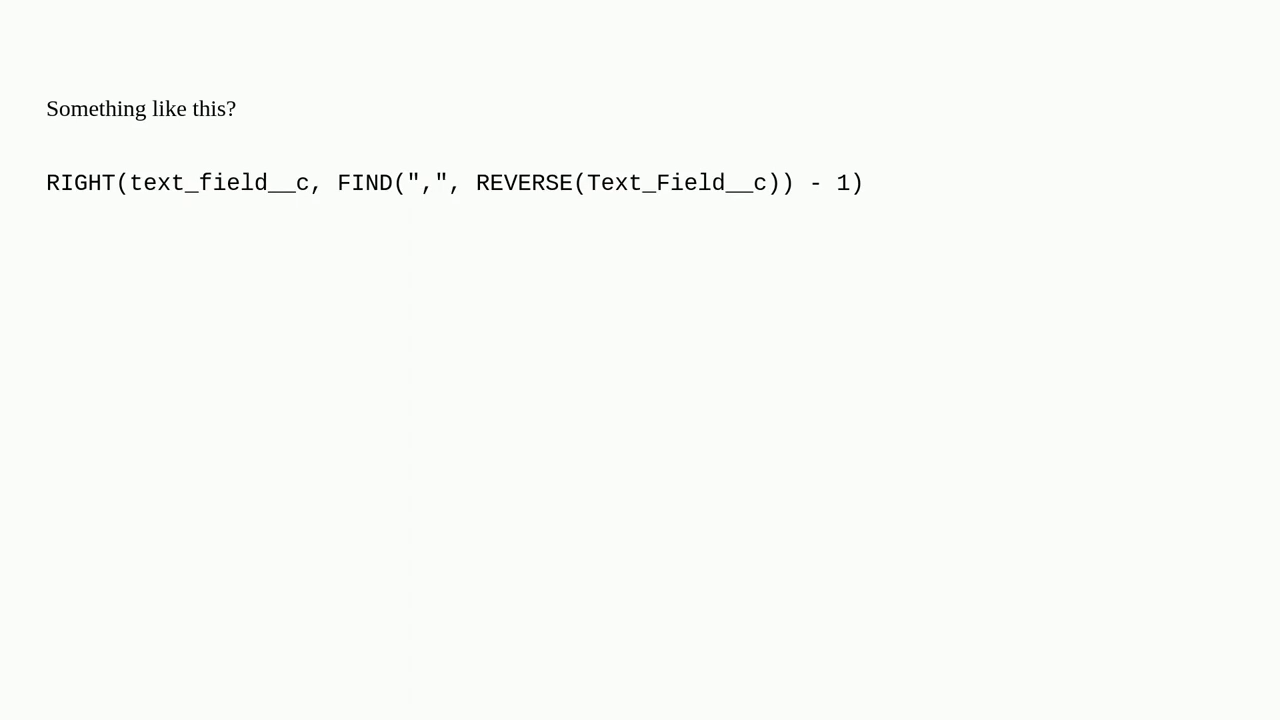 Something like this?
RIGHT(text_field__c, FIND(",", REVERSE(Text_Field__c)) - 1)